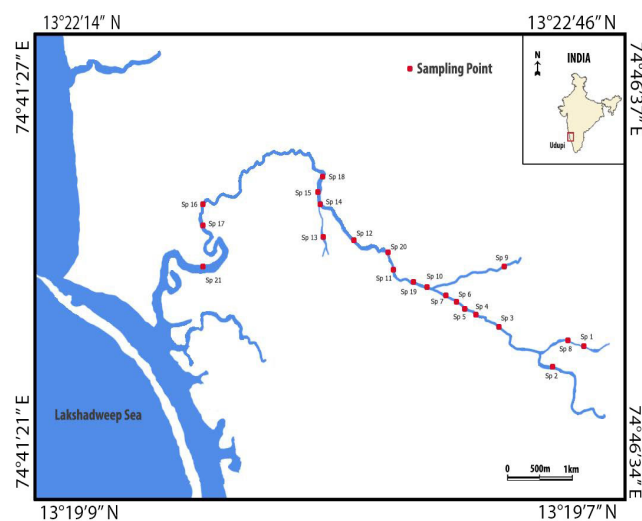 13°22'14" N
13°22'46" N
74°41'27" E
74°46'37" E
Sampling Point
N
INDIA
Udupi
Sp 18
Sp 15
Sp 14
Sp 16
Sp 17
Sp 13
Sp 12
Sp 20
Sp 21
Sp 11
Sp 19
Sp 10
Sp 9
Sp 7
Sp 6
Sp 5
Sp 4
Sp 3
Sp 1
Sp 8
Sp 2
Lakshadweep Sea
74°41'21" E
74°46'34" E
0 500m 1km
13°19'9" N
13°19'7" N